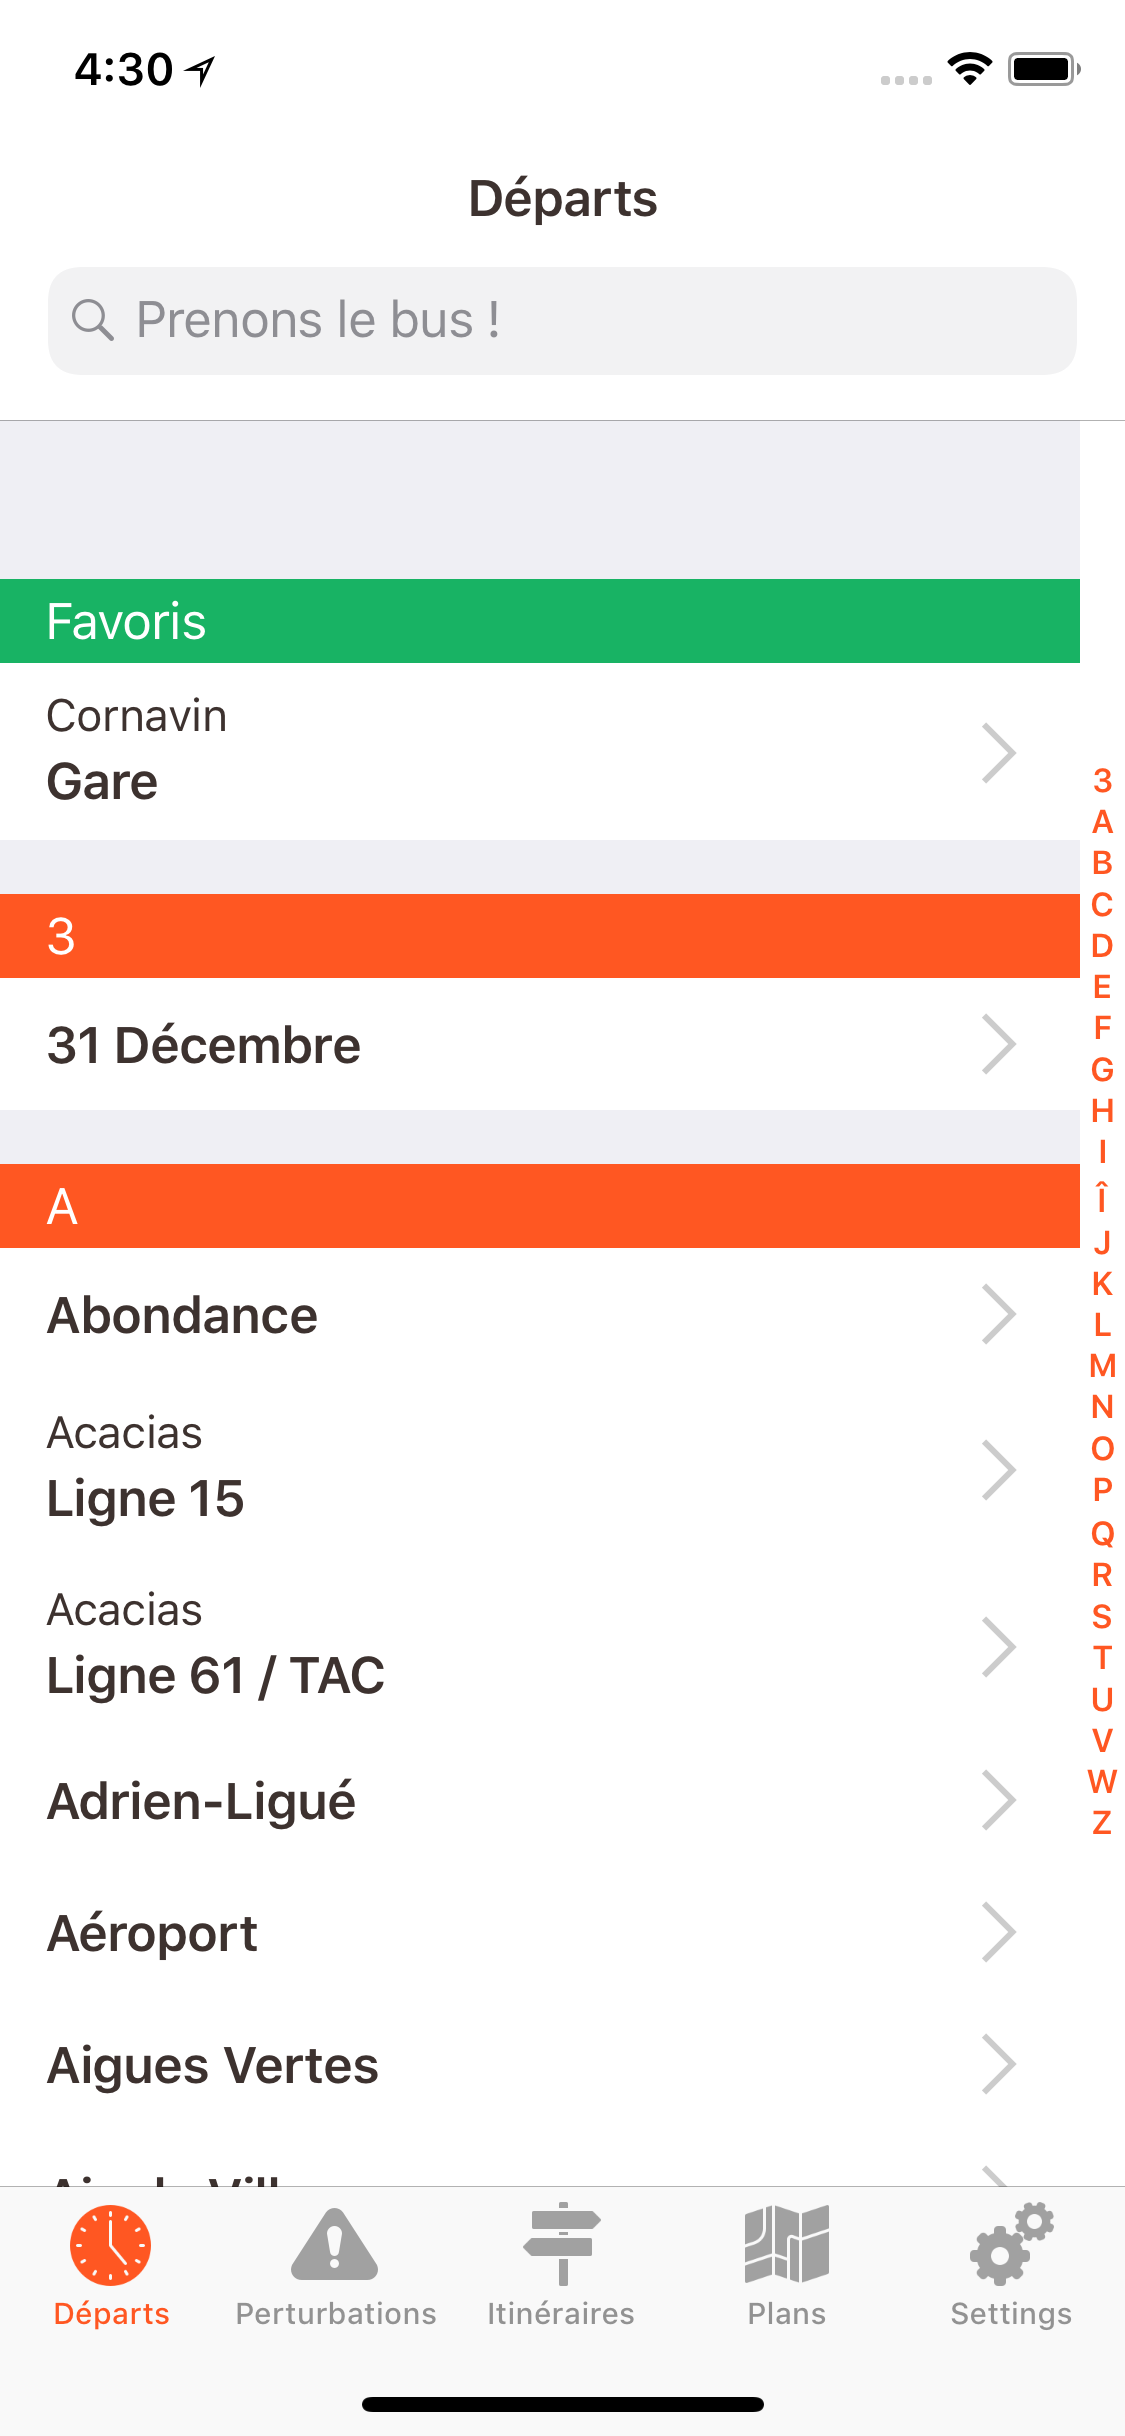 4:30
Départs
Prenons le bus !
Favoris
Cornavin
Gare
3
31 Décembre
A
Abondance
Acacias
Ligne 15
Acacias
Ligne 61 / TAC
Adrien-Ligué
Aéroport
Aigues Vertes
3
A
B
C
D
E
F
G
H
I
Î
J
K
L
M
N
O
P
Q
R
S
T
U
V
W
Z
Départs
Perturbations
Itinéraires
Plans
Settings